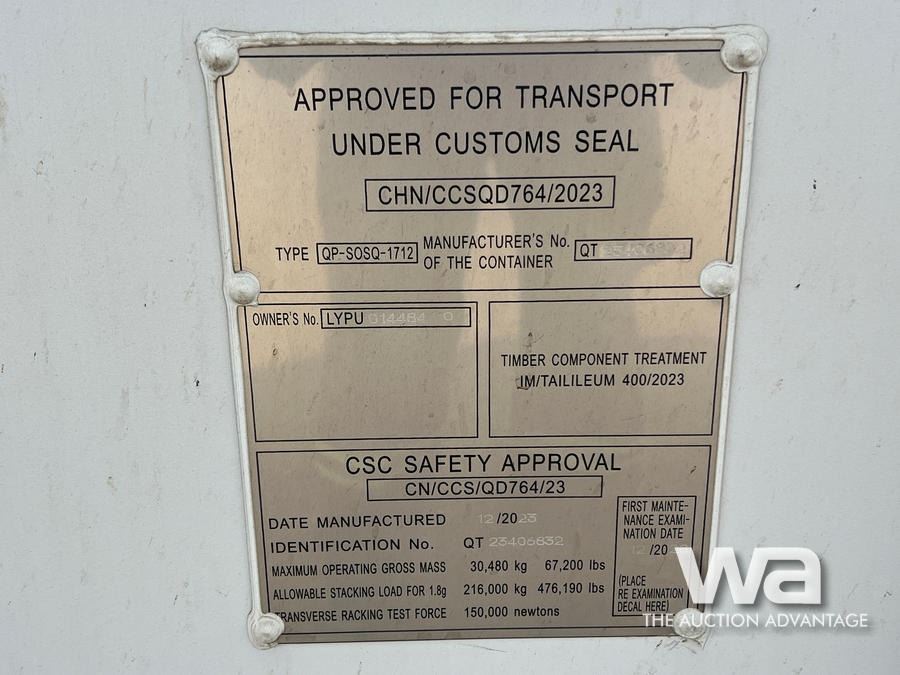 APPROVED FOR TRANSPORT
UNDER CUSTOMS SEAL
CHN/CCSQD764/2023
TYPE QP-SOSQ-1712 MANUFACTURER'S No. OF THE CONTAINER QT
OWNER'S No. LYPU 014484 0
TIMBER COMPONENT TREATMENT
IM/TAILILEUM 400/2023
CSC SAFETY APPROVAL
CN/CCS/QD764/23
DATE MANUFACTURED 12/2023
IDENTIFICATION No. QT 23406832
MAXIMUM OPERATING GROSS MASS 30,480 kg 67,200 lbs
ALLOWABLE STACKING LOAD FOR 1.8g 216,000 kg 476,190 lbs
TRANSVERSE RACKING TEST FORCE 150,000 newtons
FIRST MAINTE-
NANCE EXAMI-
NATION DATE
12/20
(PLACE
RE EXAMINATION
DECAL HERE)
wa
THE AUCTION ADVANTAGE